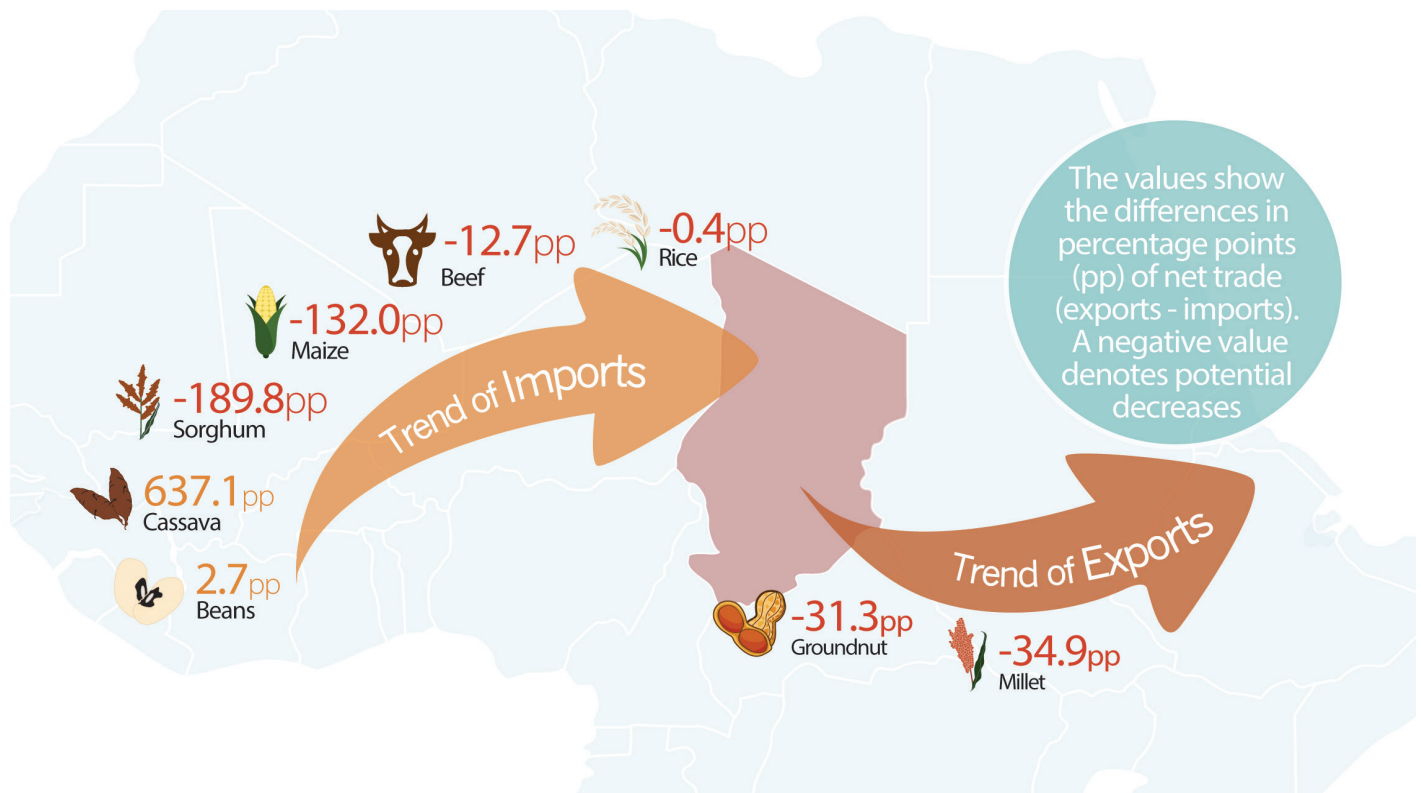 -12.7pp
Beef
-0.4pp
Rice
-132.0pp
Maize
-189.8pp
Sorghum
637.1pp
Cassava
2.7pp
Beans
Trend of Imports
The values show
the differences in
percentage points
(pp) of net trade
(exports - imports).
A negative value
denotes potential
decreases
Trend of Exports
-31.3pp
Groundnut
-34.9pp
Millet